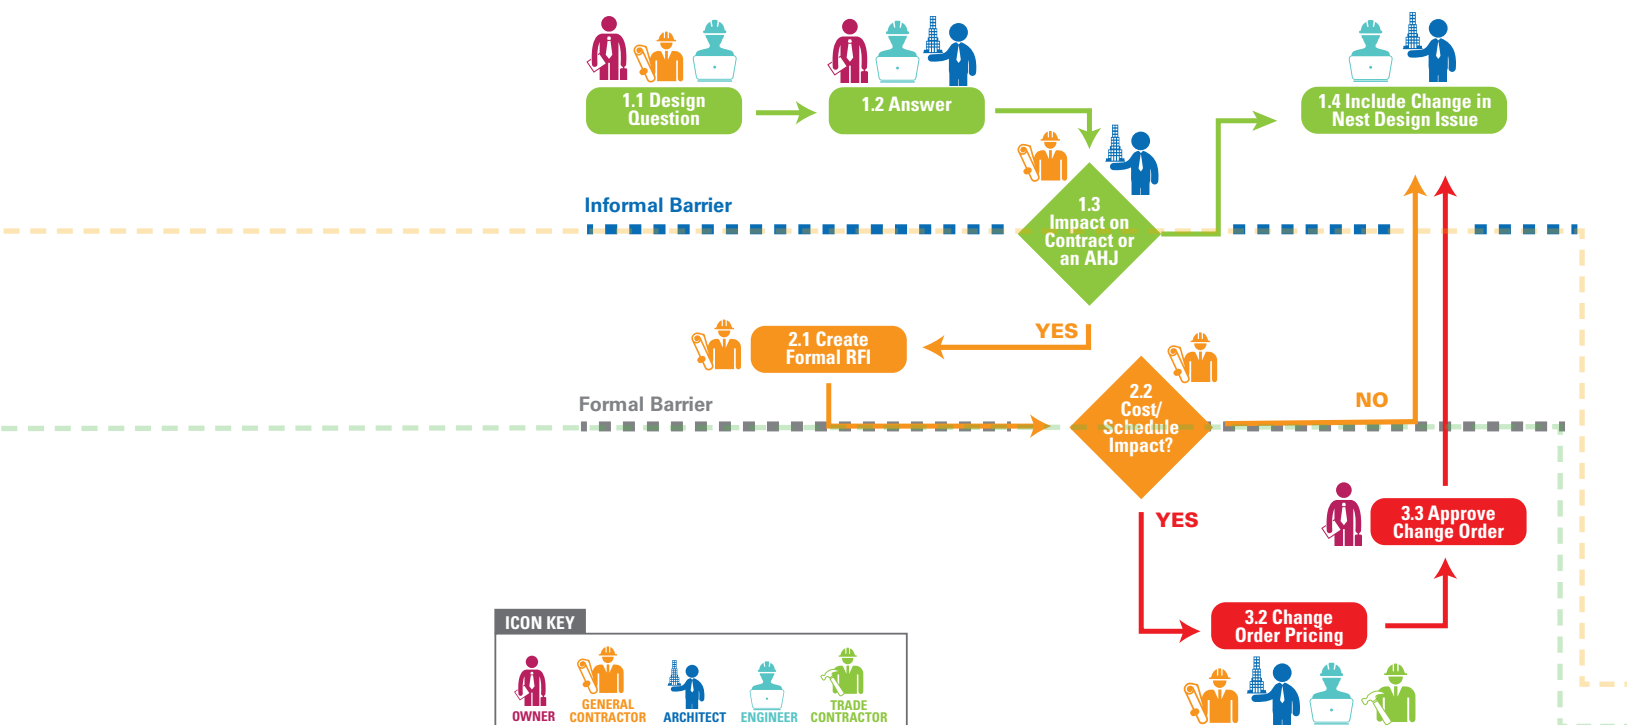 1.1 Design
Question
1.2 Answer
1.4 Include Change in
Nest Design Issue
Informal Barrier
1.3
Impact on
Contract or
an AHJ
YES
2.1 Create
Formal RFI
Formal Barrier
2.2
Cost/
Schedule
Impact?
NO
YES
3.3 Approve
Change Order
3.2 Change
Order Pricing
ICON KEY
OWNER
GENERAL
CONTRACTOR
ARCHITECT
ENGINEER
TRADE
CONTRACTOR